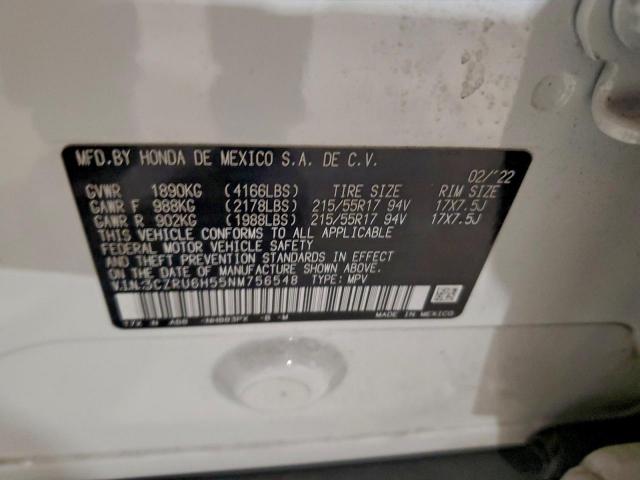 MFD.BY HONDA DE MEXICO S.A. DE C.V.
02/'22
GVWR 1890KG (4166LBS) TIRE SIZE RIM SIZE
GAWR F 988KG (2178LBS) 215/55R17 94V 17X7.5J
GAWR R 902KG (1988LBS) 215/55R17 94V 17X7.5J
THIS VEHICLE CONFORMS TO ALL APPLICABLE
FEDERAL MOTOR VEHICLE SAFETY
AND THEFT PREVENTION STANDARDS IN EFFECT
ON THE DATE OF MANUFACTURE SHOWN ABOVE.
V.I.N.:3CZRU6H55NM756548 TYPE: MPV
NH883PX -B -M
MADE IN MEXICO